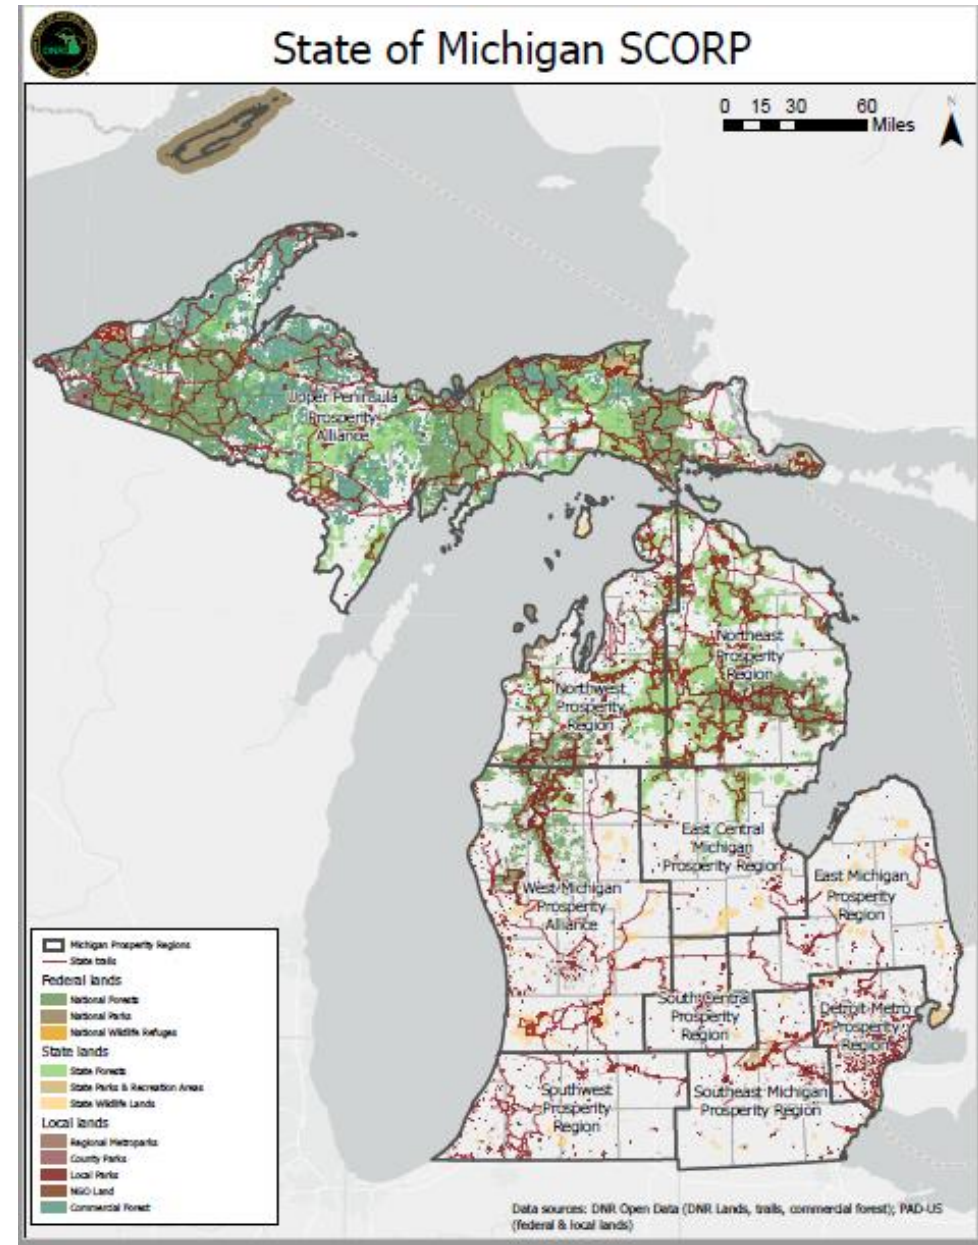 State of Michigan SCORP
DNR
0 15 30 60
Miles
N
Upper Peninsula
Prosperity
Alliance
Northeast
Prosperity
Region
Northwest
Prosperity
Region
East Central
Michigan
Prosperity Region
East Michigan
Prosperity
Region
West Michigan
Prosperity
Alliance
South Central
Prosperity
Region
Detroit Metro
Prosperity
Region
Southwest
Prosperity
Region
Southeast Michigan
Prosperity Region
Michigan Prosperity Regions
State trails
Federal lands
National Forests
National Parks
National Wildlife Refuges
State lands
State Forests
State Parks & Recreation Areas
State Wildlife Lands
Local lands
Regional Metroparks
County Parks
Local Parks
NGO Land
Commercial Forest
Data sources: DNR Open Data (DNR Lands, trails, commercial forest); PAD-US
(federal & local lands)